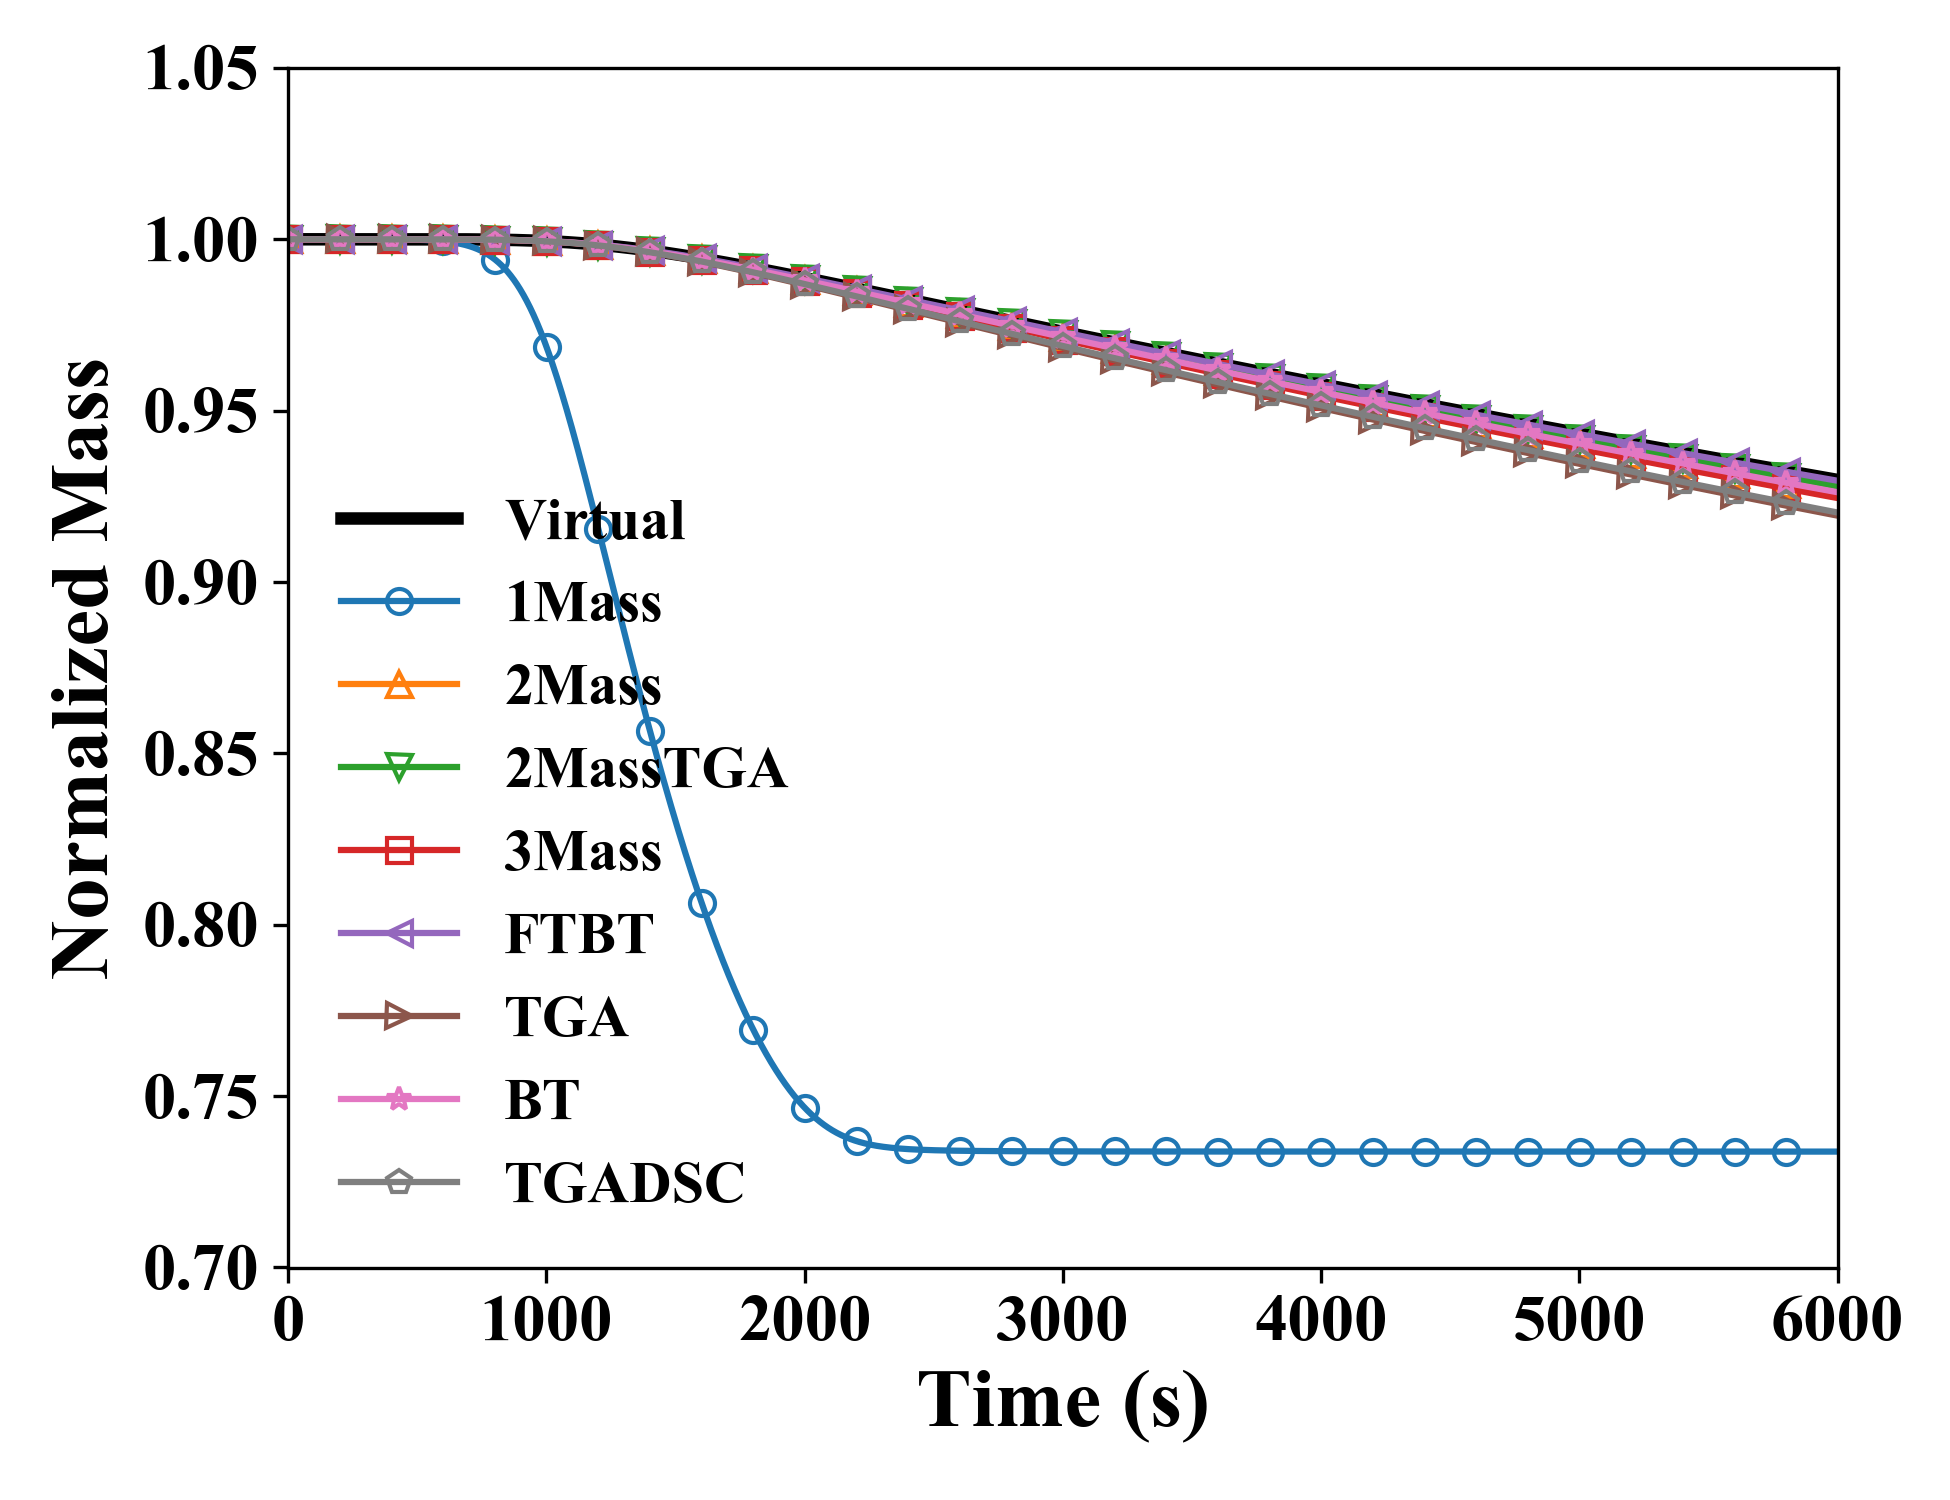 1.05
1.00
0.95
0.90
0.85
0.80
0.75
0.70
Normalized Mass
Virtual
1Mass
2Mass
2MassTGA
3Mass
FTBT
TGA
BT
TGADSC
0 1000 2000 3000 4000 5000 6000
Time (s)